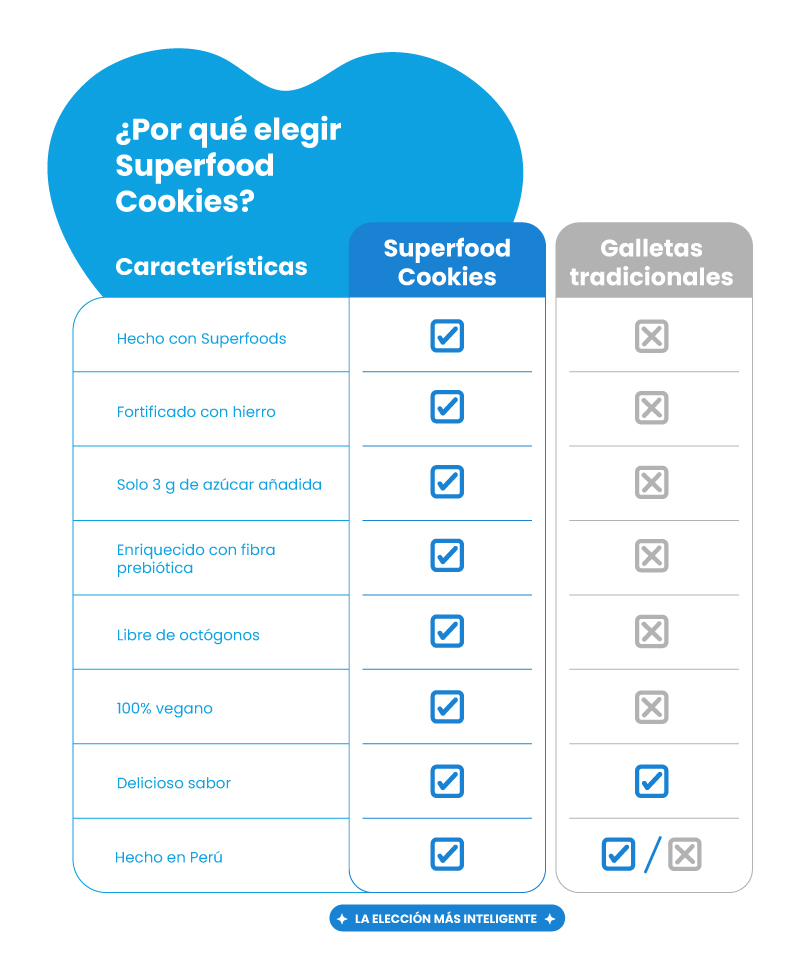 ¿Por qué elegir
Superfood
Cookies?
Características
Superfood
Cookies
Galletas
tradicionales
Hecho con Superfoods
Fortificado con hierro
Solo 3 g de azúcar añadida
Enriquecido con fibra
prebiótica
Libre de octógonos
100% vegano
Delicioso sabor
Hecho en Perú
/
LA ELECCIÓN MÁS INTELIGENTE